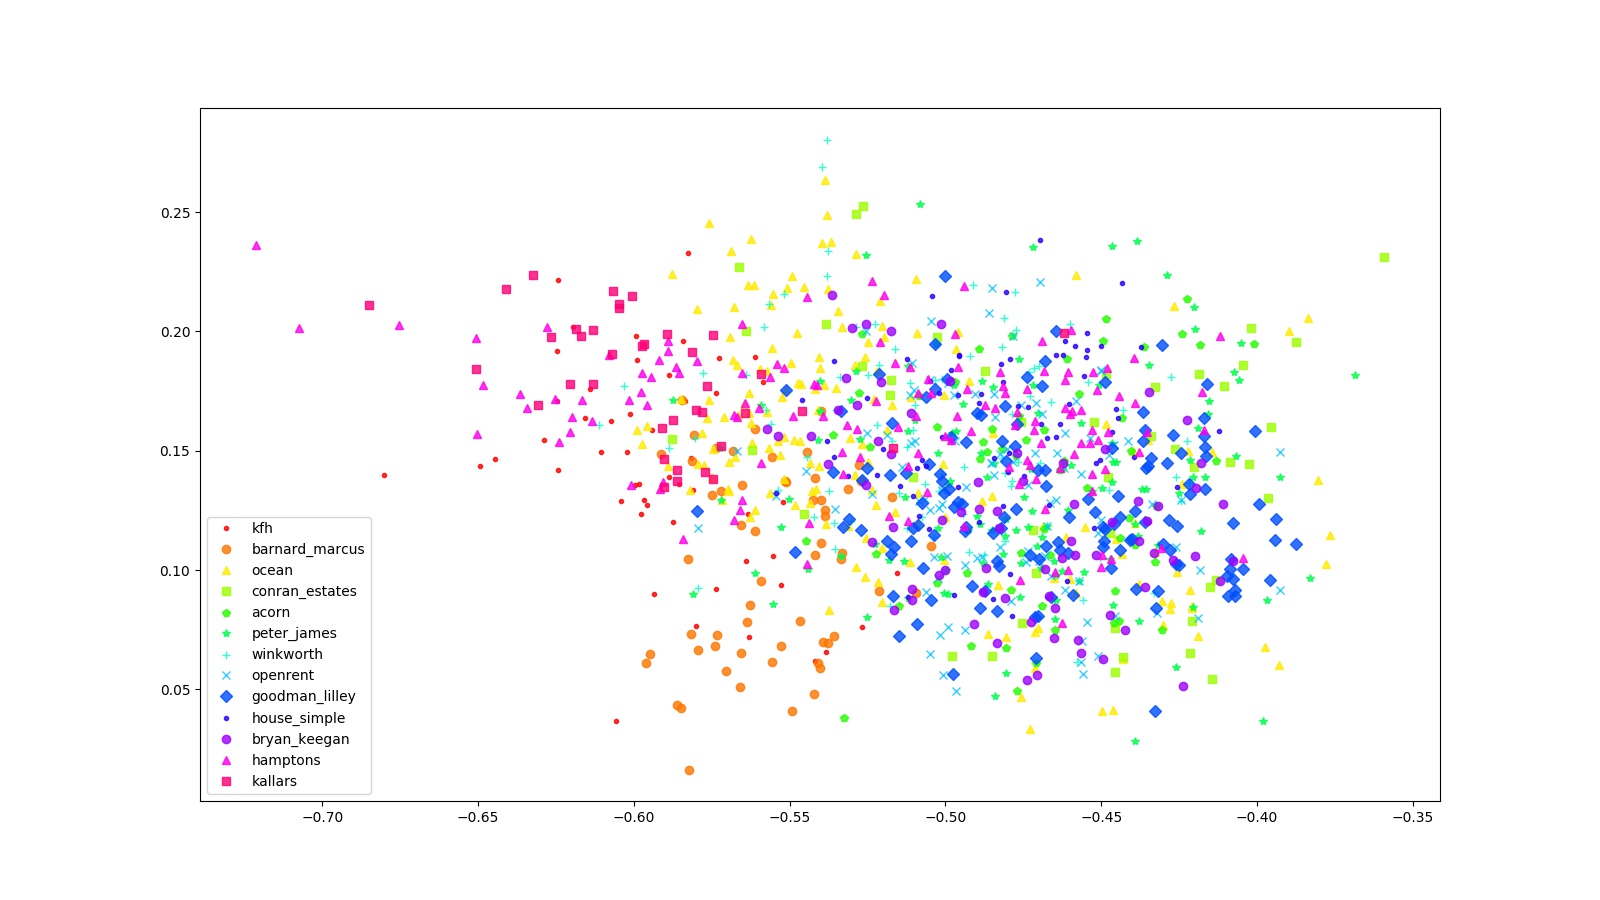 0.25
0.20
0.15
0.10
0.05
kfh
barnard_marcus
ocean
conran_estates
acorn
peter_james
winkworth
openrent
goodman_lilley
house_simple
bryan_keegan
hamptons
kallars
−0.70 −0.65 −0.60 −0.55 −0.50 −0.45 −0.40 −0.35